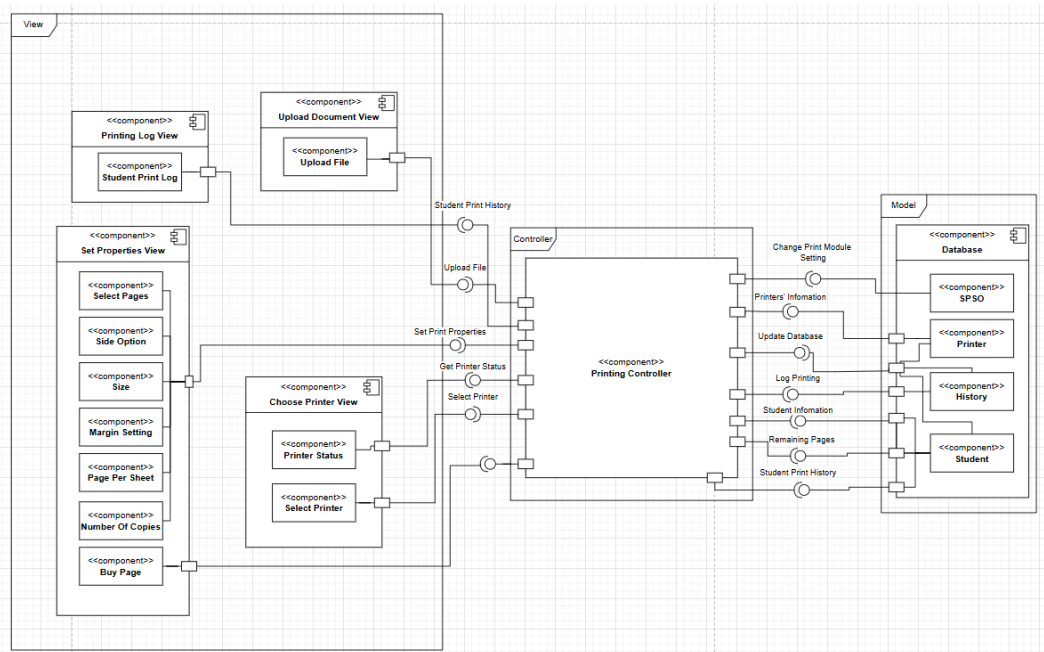 View
<<component>>
Printing Log View
<<component>>
Student Print Log
<<component>>
Upload Document View
<<component>>
Upload File
<<component>>
Set Properties View
<<component>>
Select Pages
<<component>>
Side Option
<<component>>
Size
<<component>>
Margin Setting
<<component>>
Page Per Sheet
<<component>>
Number Of Copies
<<component>>
Buy Page
<<component>>
Choose Printer View
<<component>>
Printer Status
<<component>>
Select Printer
Student Print History
Upload File
Set Print Properties
Get Printer Status
Select Printer
Controller
<<component>>
Printing Controller
Change Print Module
Setting
Printers' Infomation
Update Database
Log Printing
Student Infomation
Remaining Pages
Student Print History
Model
<<component>>
Database
<<component>>
SPSO
<<component>>
Printer
<<component>>
History
<<component>>
Student